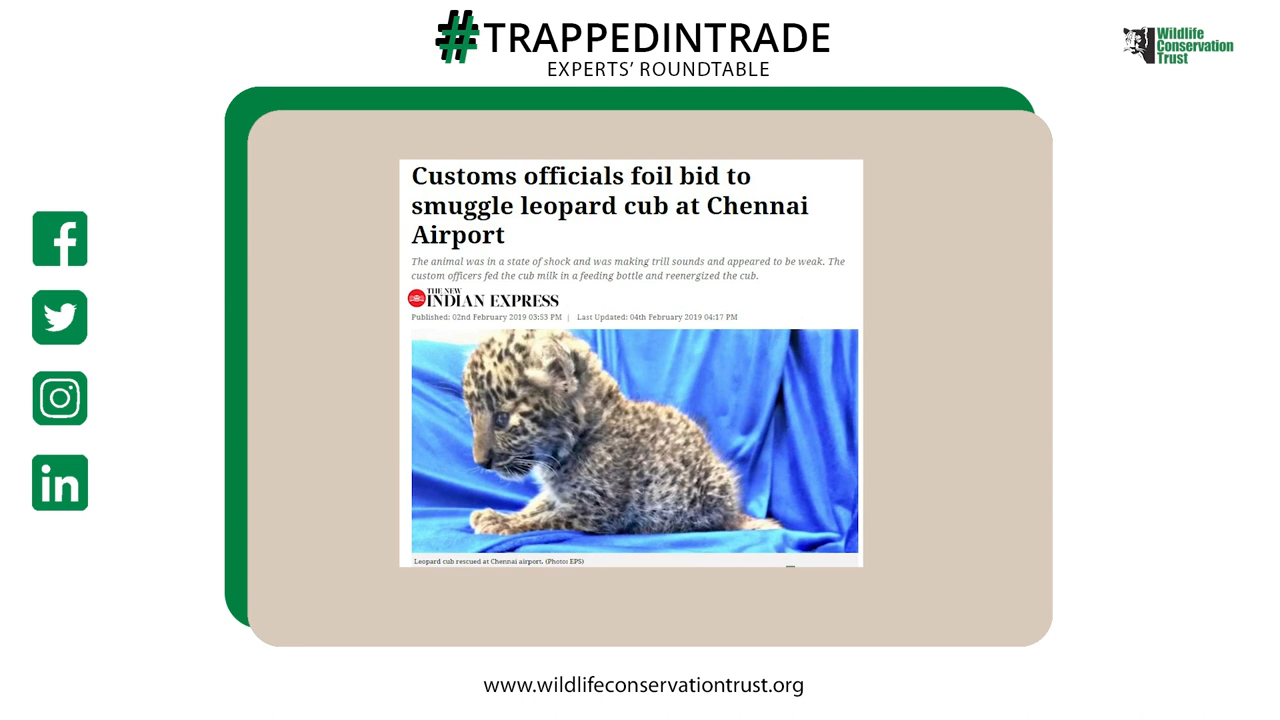 #TRAPPEDINTRADE
EXPERTS' ROUNDTABLE
Wildlife
Conservation
Trust
Customs officials foil bid to
smuggle leopard cub at Chennai
Airport
The animal was in a state of shock and was making trill sounds and appeared to be weak. The
custom officers fed the cub milk in a feeding bottle and reenergized the cub.
THE NEW
INDIAN EXPRESS
Published: 02nd February 2019 03:53 PM | Last Updated: 04th February 2019 04:17 PM
Leopard cub rescued at Chennai airport. (Photo: EPS)
f
in
www.wildlifeconservationtrust.org